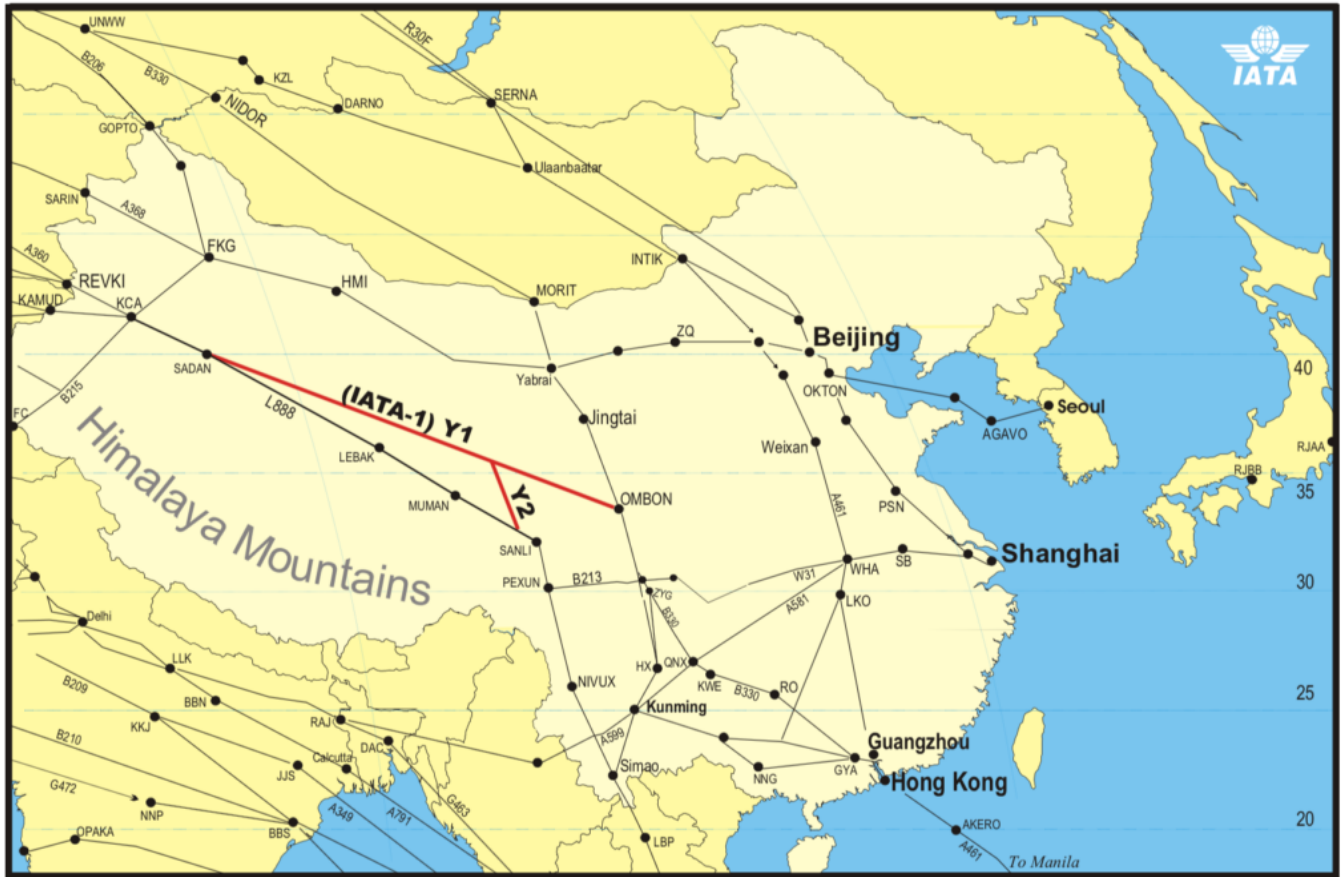 UNWW
R30F
IATA
B206
B330
KZL
NIDOR
DARNO
SERNA
GOPTO
Ulaanbaatar
SARIN
A368
FKG
INTIK
A360
REVKI
HMI
MORIT
KAMUD
KCA
ZQ
Beijing
SADAN
Yabrai
OKTON
40
B215
L888
(IATA-1) Y1
Jingtai
Seoul
FC
AGAVO
Himalaya Mountains
LEBAK
Weixan
RJAA
RJBB
35
MUMAN
Y2
OMBON
A461
PSN
SANLI
Shanghai
WHA
SB
PEXUN
B213
W31
30
ZYG
A581
LKO
Delhi
B330
LLK
HX
QNX
KWE
B209
BBN
NIVUX
B330
RO
25
KKJ
RAJ
Kunming
B210
DAC
A599
Guangzhou
Calcutta
JJS
Simao
NNG
GYA
Hong Kong
G472
G463
NNP
A349
A791
BBS
OPAKA
LBP
AKERO
20
A461
To Manila